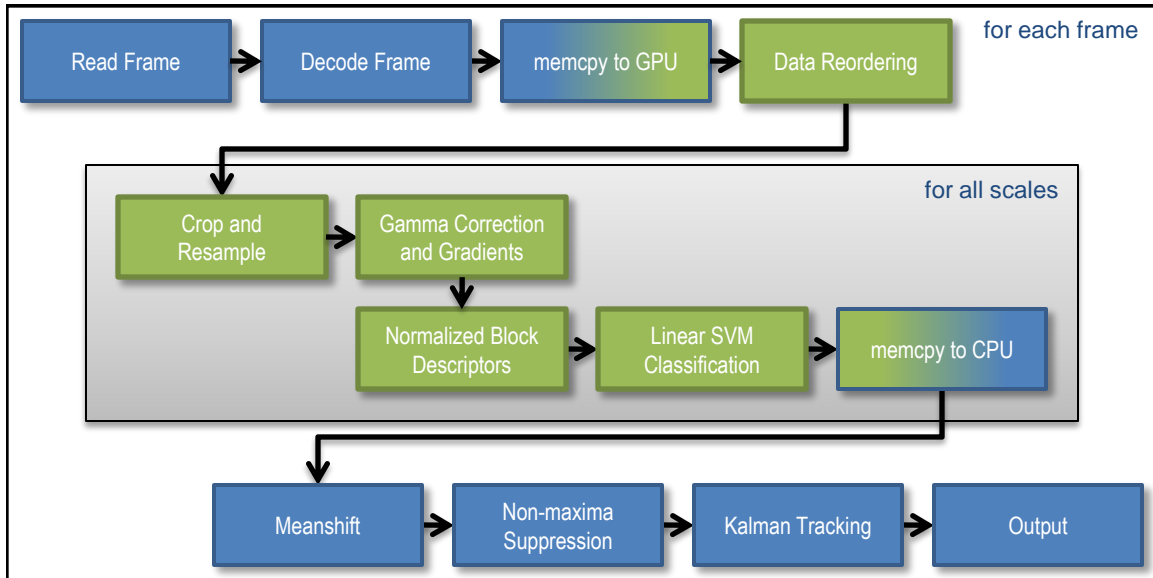 for each frame
Read Frame
Decode Frame
memcpy to GPU
Data Reordering
for all scales
Crop and
Resample
Gamma Correction
and Gradients
Normalized Block
Descriptors
Linear SVM
Classification
memcpy to CPU
Meanshift
Non-maxima
Suppression
Kalman Tracking
Output